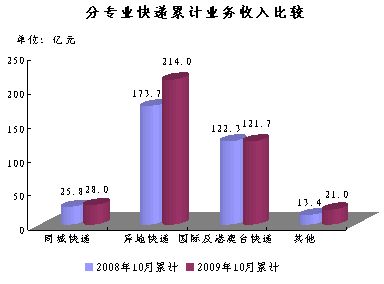 分专业快递累计业务收入比较
单位: 亿元
250
200
150
100
50
0
25.8
28.0
173.7
214.0
122.3
121.7
13.4
21.0
同城快递
异地快递
国际及港澳台快递
其他
2008年10月累计
2009年10月累计